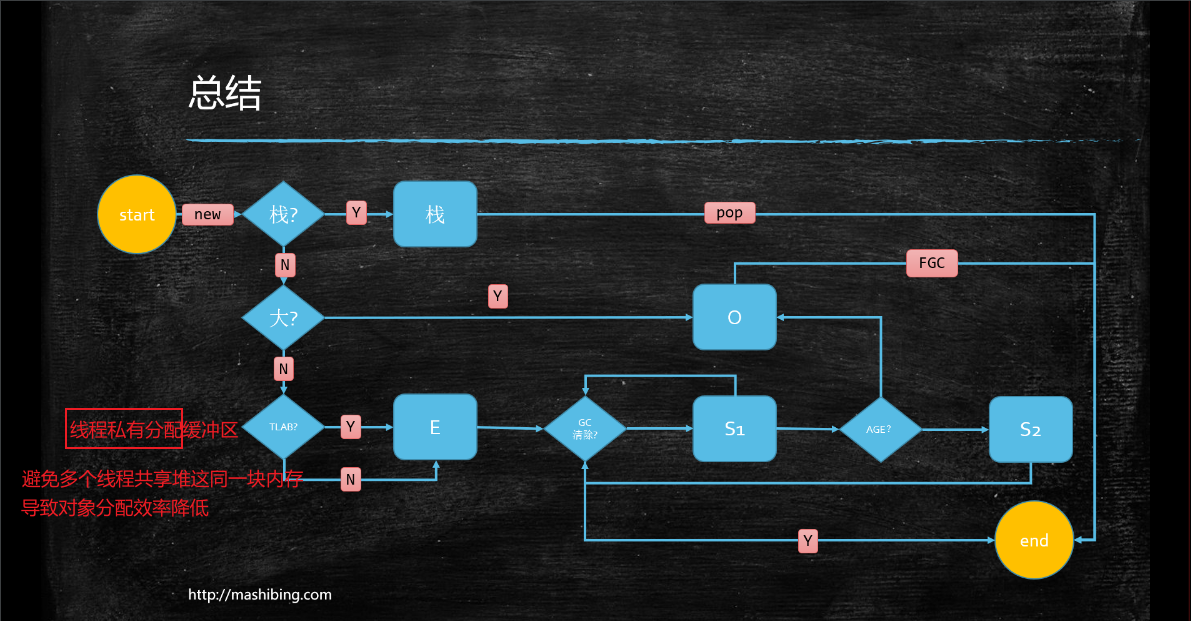 总结
start
new
栈?
Y
栈
pop
N
FGC
大?
Y
O
N
线程私有分配缓冲区
TLAB?
Y
E
GC
清除?
S1
AGE?
S2
避免多个线程共享堆这同一块内存
导致对象分配效率降低
N
Y
end
http://mashibing.com